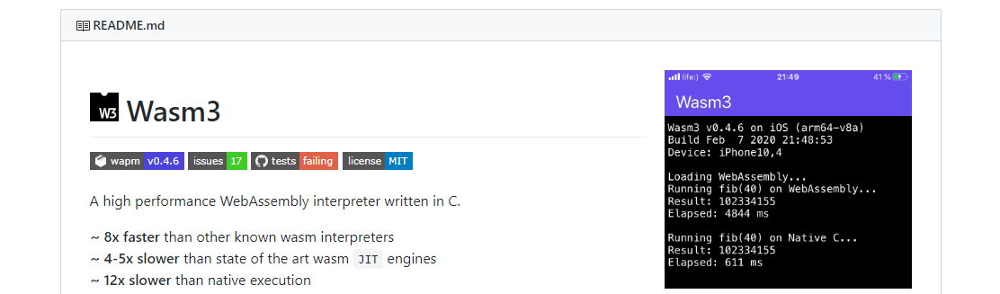 README.md
W3 Wasm3
wapm v0.4.6 issues 17 tests failing license MIT
A high performance WebAssembly interpreter written in C.
~ 8x faster than other known wasm interpreters
~ 4-5x slower than state of the art wasm JIT engines
~ 12x slower than native execution
life:) 21:49 41 %
Wasm3
Wasm3 v0.4.6 on iOS (arm64-v8a)
Build Feb  7 2020 21:48:53
Device: iPhone10,4
Loading WebAssembly...
Running fib(40) on WebAssembly...
Result: 102334155
Elapsed: 4844 ms
Running fib(40) on Native C...
Result: 102334155
Elapsed: 611 ms